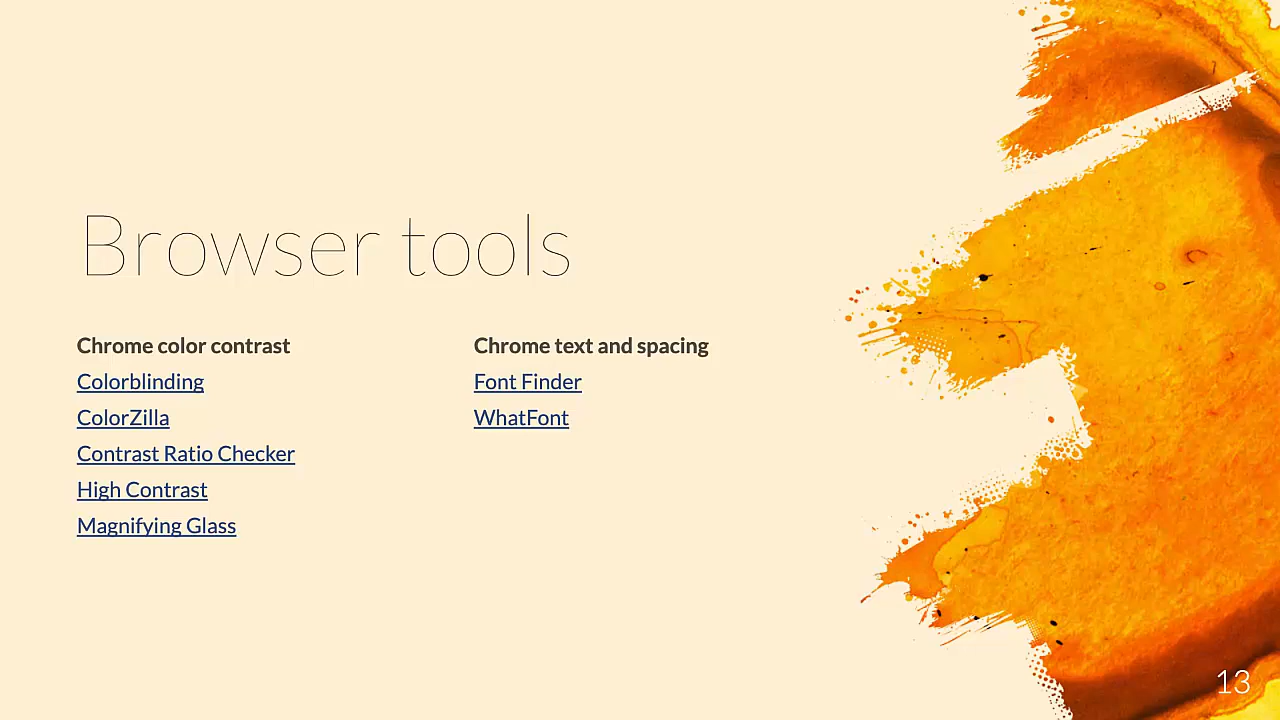 Browser tools
Chrome color contrast
Colorblinding
ColorZilla
Contrast Ratio Checker
High Contrast
Magnifying Glass
Chrome text and spacing
Font Finder
WhatFont
13